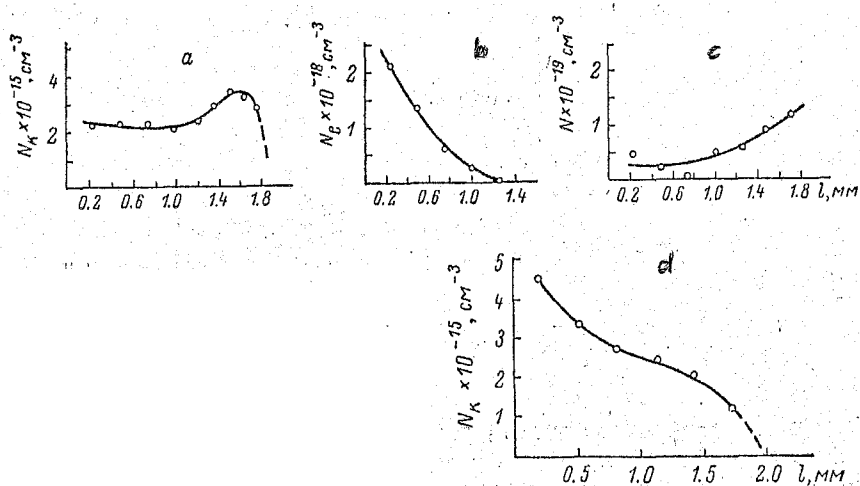 a
N_K ×10^-15, см^-3
4
2
0.2 0.6 1.0 1.4 1.8
b
N_e × 10^-18, см^-3
2
1
0.2 0.6 1.0 1.4
c
N×10^-19, см^-3
2
1
0.2 0.6 1.0 1.4 1.8 l, мм
d
N_K ×10^-15, см^-3
5
4
3
2
1
0.5 1.0 1.5 2.0 l, мм